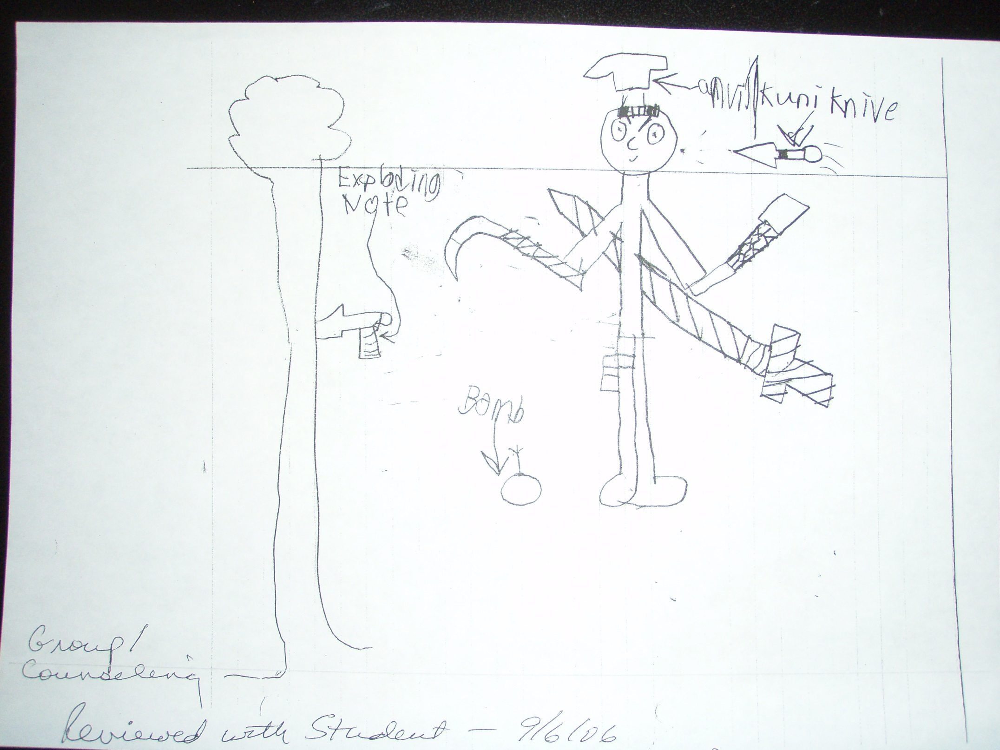 anvil
kuni knive
Exploding
Note
Bomb
Group/
Counseling —
Reviewed with Student — 9/6/06